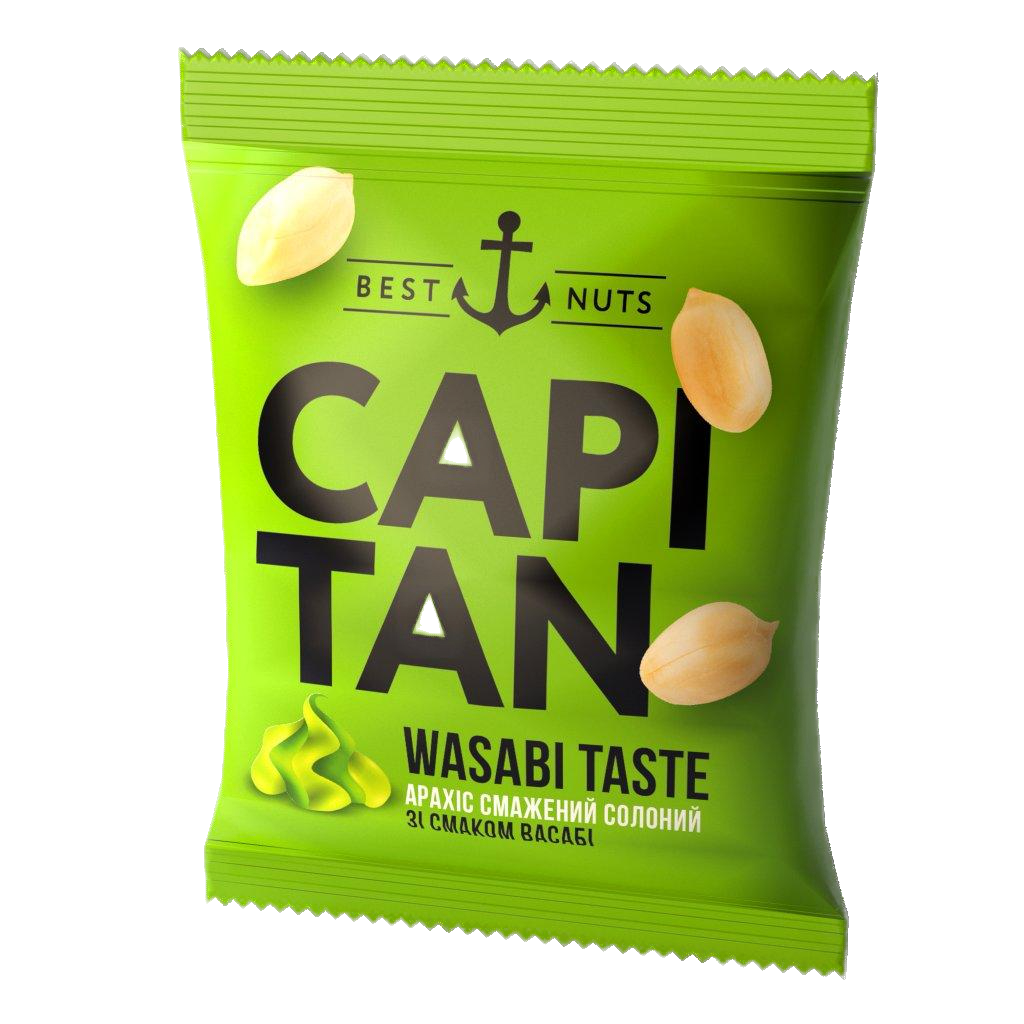 BEST NUTS
CAPI
TAN
WASABI TASTE
АРАХІС СМАЖЕНИЙ СОЛОНИЙ
ЗІ СМАКОМ ВАСАБІ